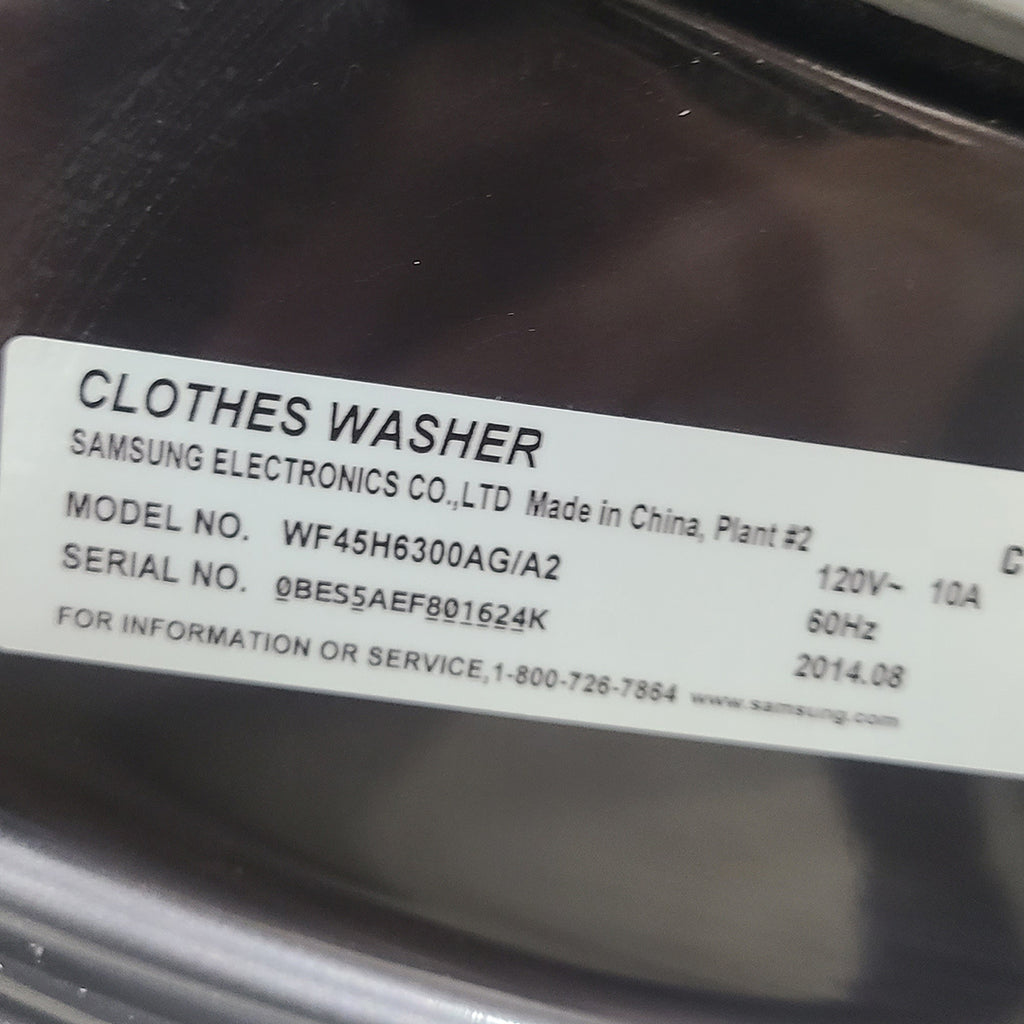 CLOTHES WASHER
SAMSUNG ELECTRONICS CO.,LTD Made in China, Plant #2
MODEL NO. WF45H6300AG/A2 120V~ 10A
SERIAL NO. 0BES5AEF801624K 60Hz
2014.08
FOR INFORMATION OR SERVICE,1-800-726-7864 www.samsung.com